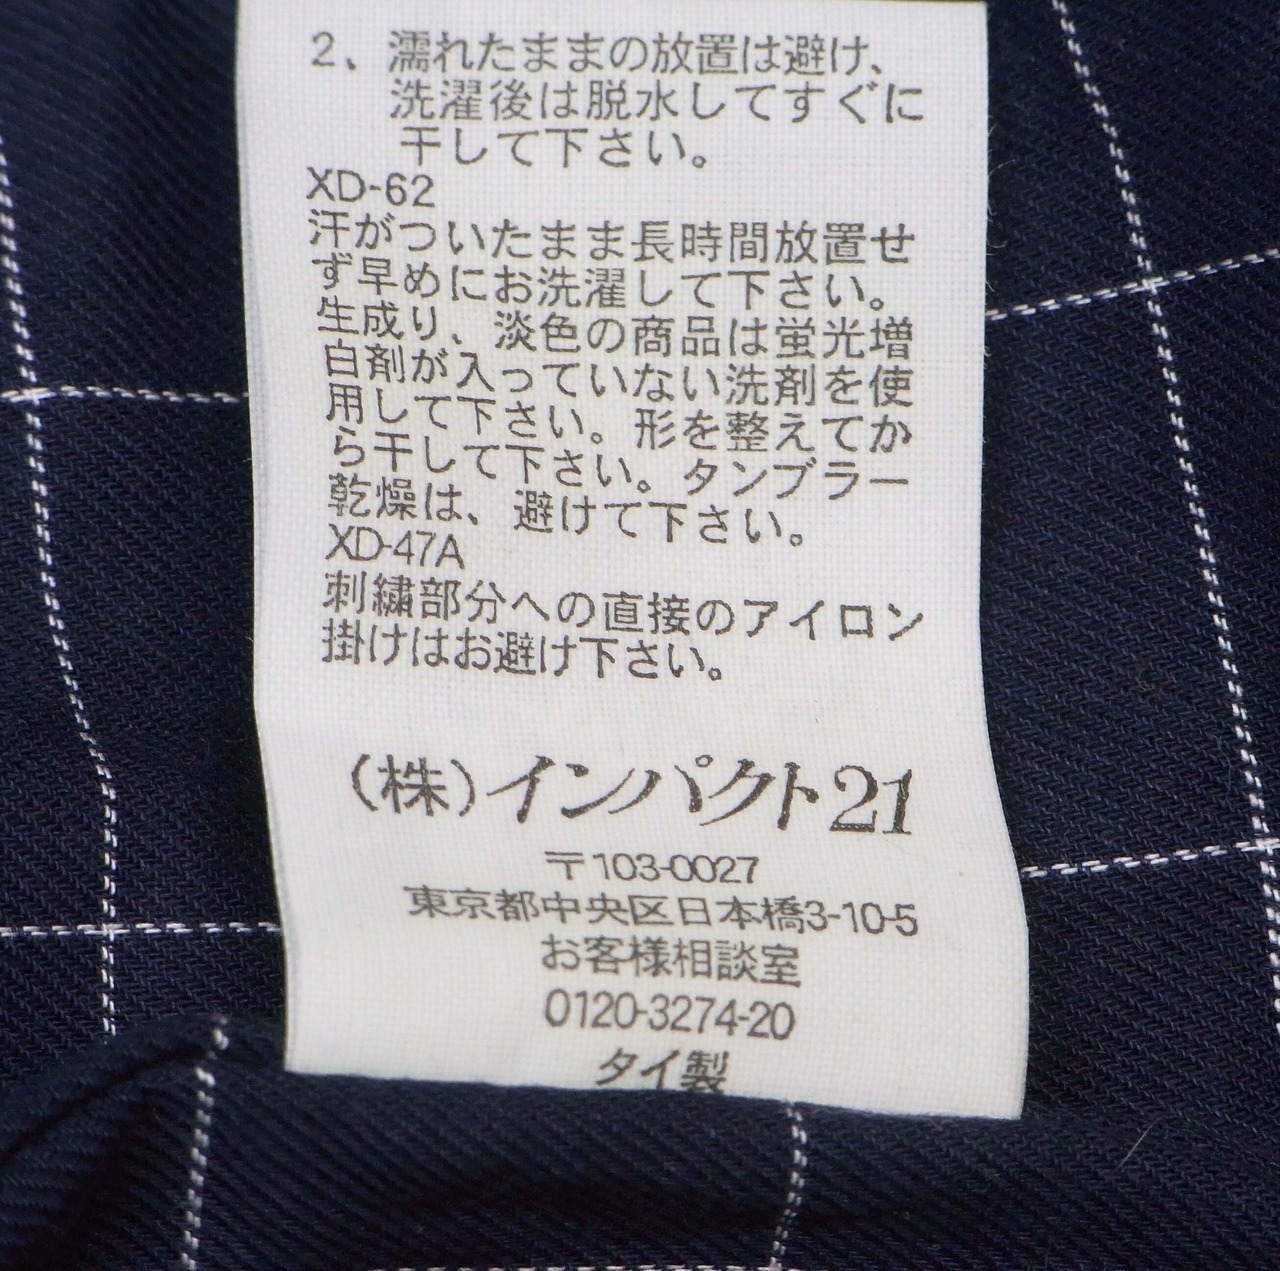 2、濡れたままの放置は避け、
洗濯後は脱水してすぐに
干して下さい。
XD-62
汗がついたまま長時間放置せ
ず早めにお洗濯して下さい。
生成り、淡色の商品は蛍光増
白剤が入っていない洗剤を使
用して下さい。形を整えてか
ら干して下さい。タンブラー
乾燥は、避けて下さい。
XD-47A
刺繍部分への直接のアイロン
掛けはお避け下さい。
(株)インパクト21
〒103-0027
東京都中央区日本橋3-10-5
お客様相談室
0120-3274-20
タイ製